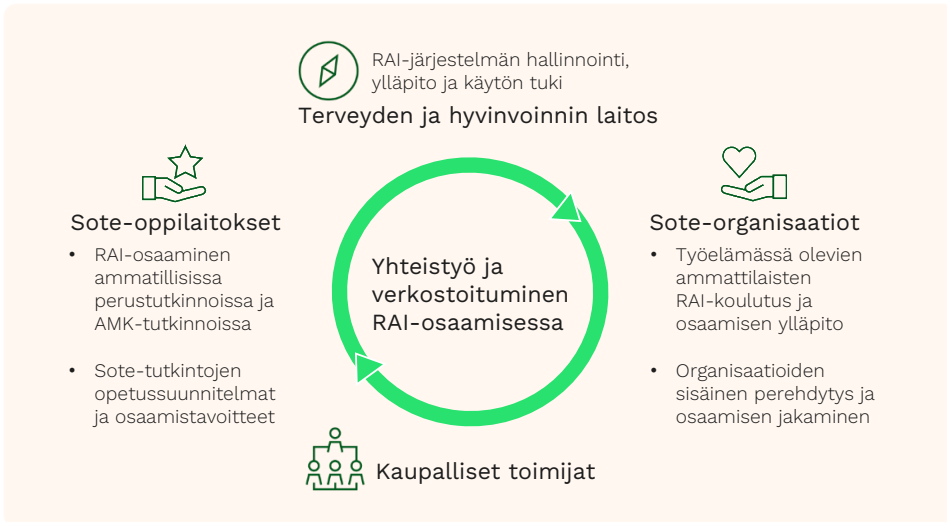 RAI-järjestelmän hallinnointi,
ylläpito ja käytön tuki
Terveyden ja hyvinvoinnin laitos
Sote-oppilaitokset
• RAI-osaaminen
ammatillisissa
perustutkinnoissa ja
AMK-tutkinnoissa
• Sote-tutkintojen
opetussuunnitelmat
ja osaamistavoitteet
Yhteistyö ja
verkostoituminen
RAI-osaamisessa
Sote-organisaatiot
• Työelämässä olevien
ammattilaisten
RAI-koulutus ja
osaamisen ylläpito
• Organisaatioiden
sisäinen perehdytys ja
osaamisen jakaminen
Kaupalliset toimijat